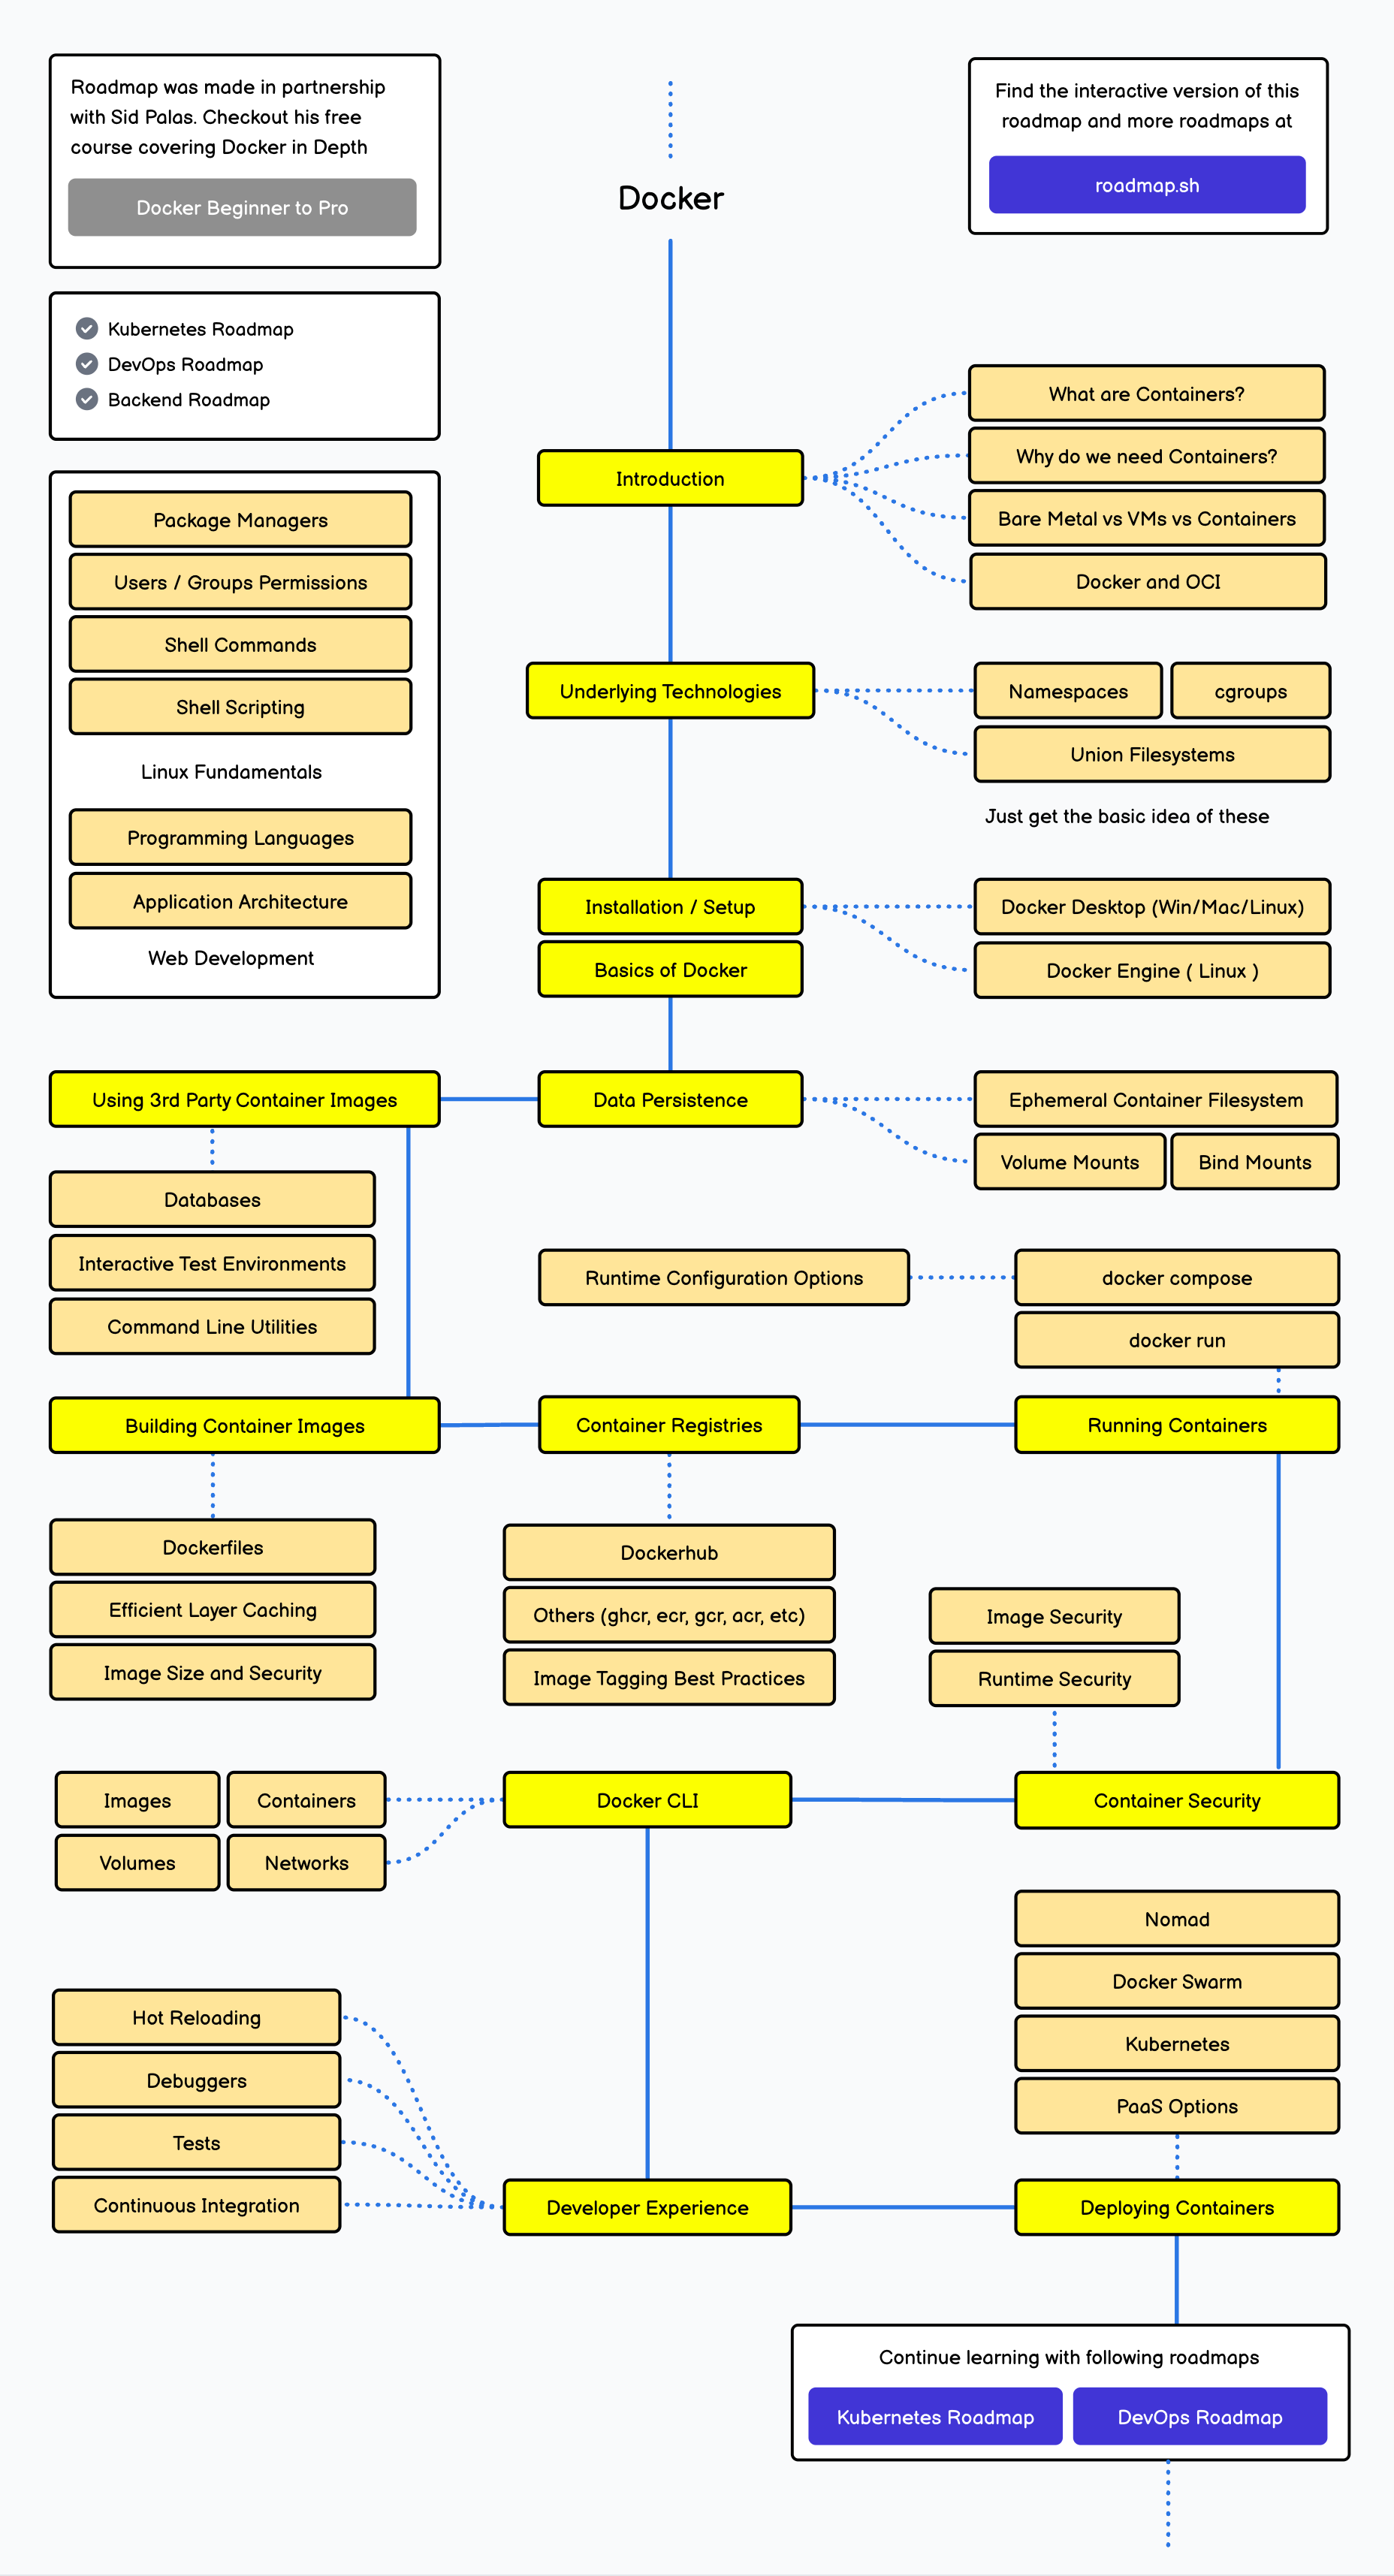 Roadmap was made in partnership
with Sid Palas. Checkout his free
course covering Docker in Depth
Docker Beginner to Pro
Docker
Find the interactive version of this
roadmap and more roadmaps at
roadmap.sh
Kubernetes Roadmap
DevOps Roadmap
Backend Roadmap
Introduction
What are Containers?
Why do we need Containers?
Bare Metal vs VMs vs Containers
Docker and OCI
Package Managers
Users / Groups Permissions
Shell Commands
Shell Scripting
Linux Fundamentals
Programming Languages
Application Architecture
Web Development
Underlying Technologies
Namespaces
cgroups
Union Filesystems
Just get the basic idea of these
Installation / Setup
Basics of Docker
Docker Desktop (Win/Mac/Linux)
Docker Engine ( Linux )
Using 3rd Party Container Images
Data Persistence
Ephemeral Container Filesystem
Volume Mounts
Bind Mounts
Databases
Interactive Test Environments
Command Line Utilities
Runtime Configuration Options
docker compose
docker run
Building Container Images
Container Registries
Running Containers
Dockerfiles
Efficient Layer Caching
Image Size and Security
Dockerhub
Others (ghcr, ecr, gcr, acr, etc)
Image Tagging Best Practices
Image Security
Runtime Security
Images
Containers
Volumes
Networks
Docker CLI
Container Security
Nomad
Docker Swarm
Kubernetes
PaaS Options
Hot Reloading
Debuggers
Tests
Continuous Integration
Developer Experience
Deploying Containers
Continue learning with following roadmaps
Kubernetes Roadmap
DevOps Roadmap